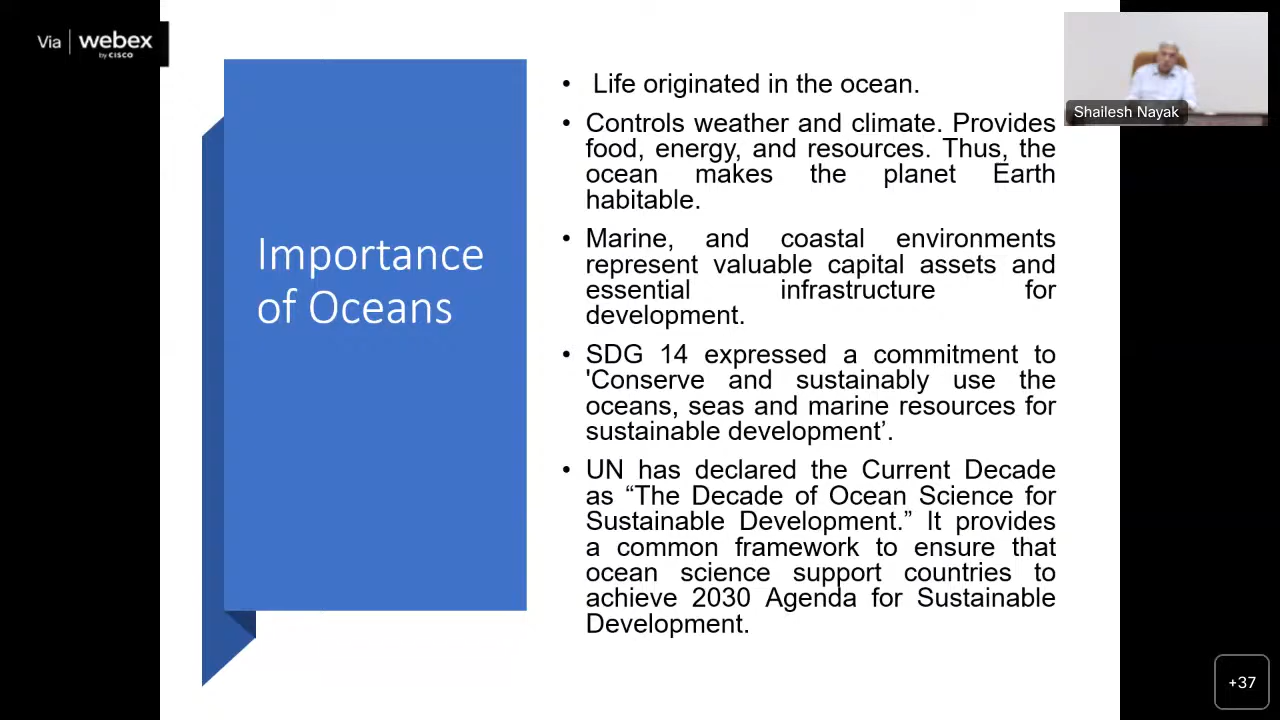 Via | webex
by CISCO
Importance
of Oceans
• Life originated in the ocean.
• Controls weather and climate. Provides
food, energy, and resources. Thus, the
ocean makes the planet Earth
habitable.
• Marine, and coastal environments
represent valuable capital assets and
essential infrastructure for
development.
• SDG 14 expressed a commitment to
'Conserve and sustainably use the
oceans, seas and marine resources for
sustainable development’.
• UN has declared the Current Decade
as “The Decade of Ocean Science for
Sustainable Development.” It provides
a common framework to ensure that
ocean science support countries to
achieve 2030 Agenda for Sustainable
Development.
Shailesh Nayak
+37